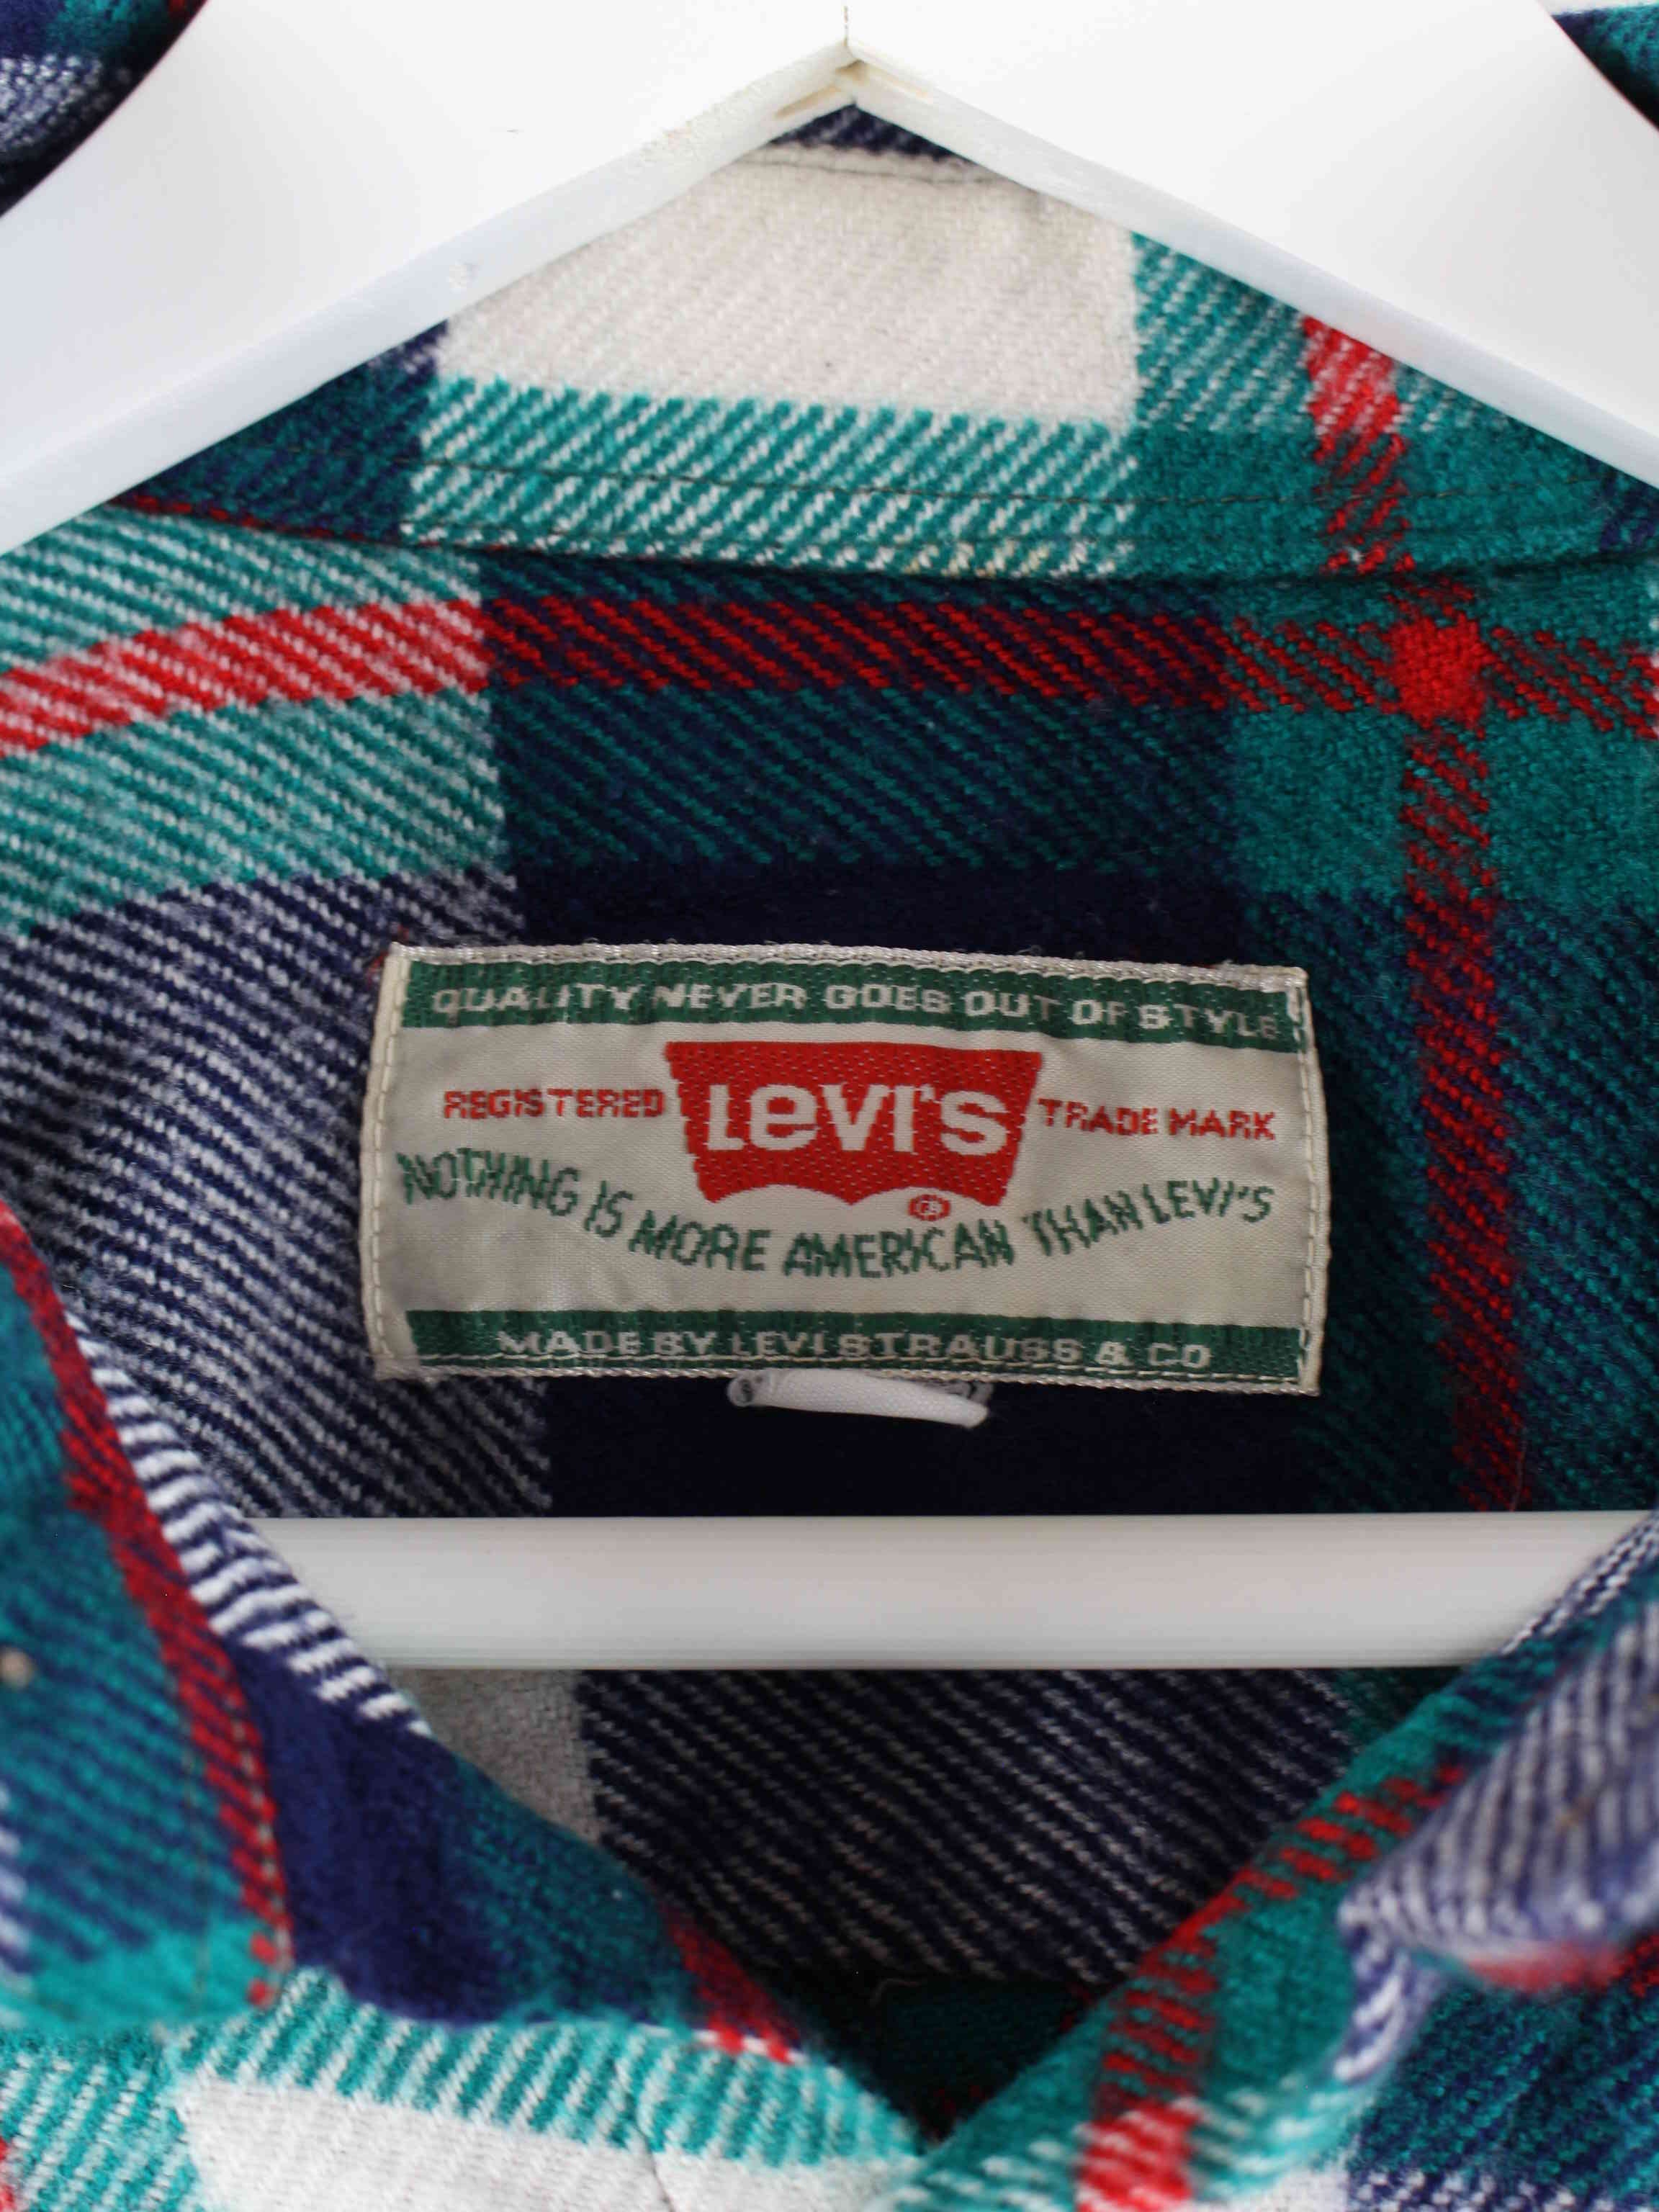 QUALITY NEVER GOES OUT OF STYLE
REGISTERED LEVI'S TRADE MARK
®
NOTHING IS MORE AMERICAN THAN LEVI'S
MADE BY LEVI STRAUSS & CO